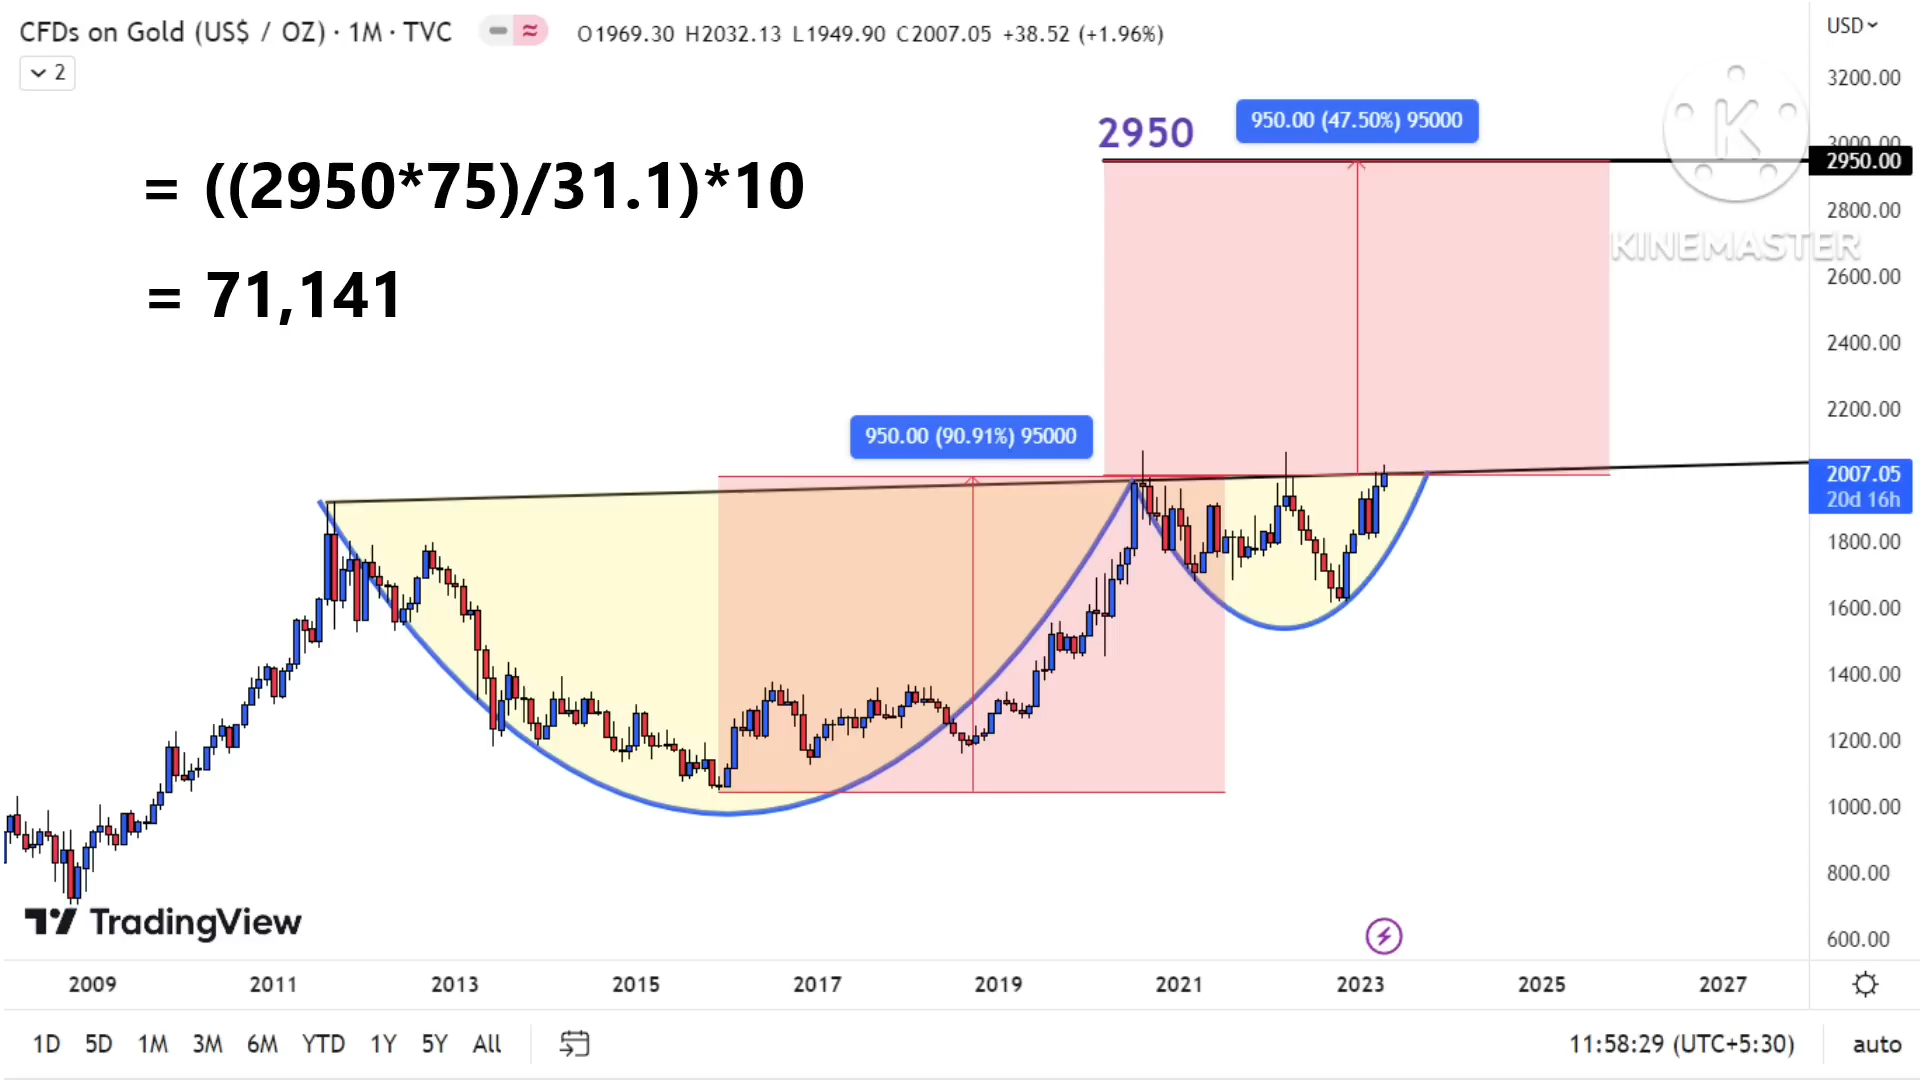 CFDs on Gold (US$ / OZ) · 1M · TVC
O1969.30 H2032.13 L1949.90 C2007.05 +38.52 (+1.96%)
USD
2
3200.00
3000.00
2950.00
2800.00
2600.00
2400.00
2200.00
2007.05
20d 16h
1800.00
1600.00
1400.00
1200.00
1000.00
800.00
600.00
2950
950.00 (47.50%) 95000
K
KINEMASTER
= ((2950*75)/31.1)*10
= 71,141
950.00 (90.91%) 95000
TradingView
2009 2011 2013 2015 2017 2019 2021 2023 2025 2027
1D 5D 1M 3M 6M YTD 1Y 5Y All
11:58:29 (UTC+5:30)
auto